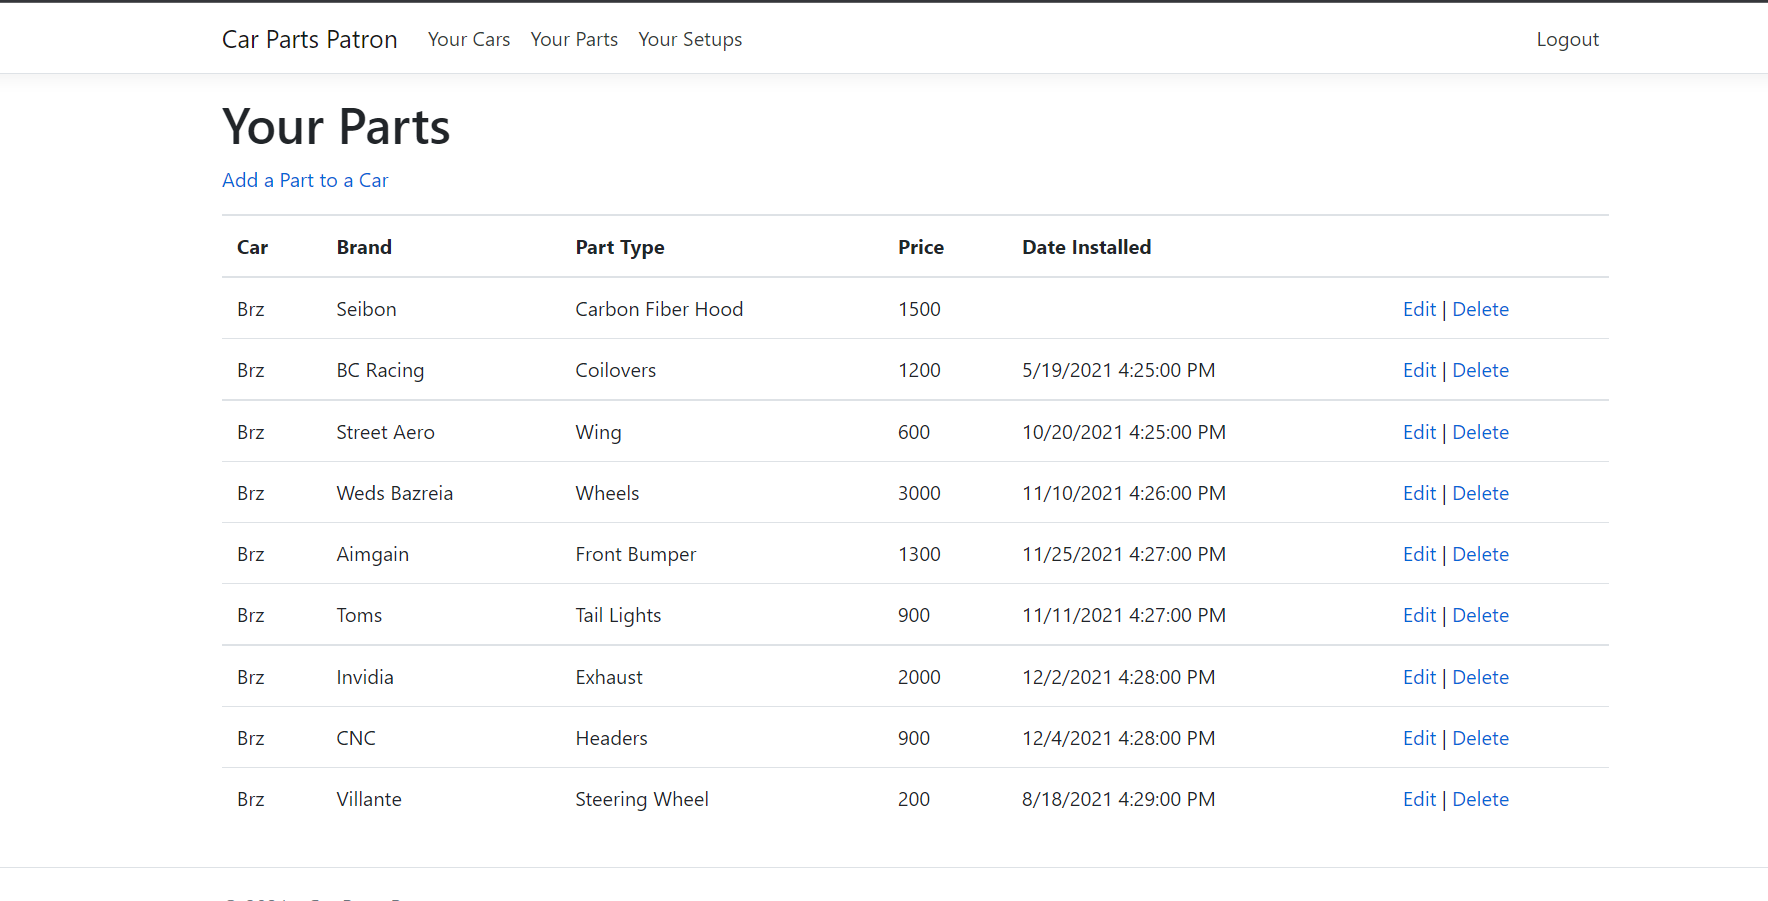 Car Parts Patron Your Cars Your Parts Your Setups Logout
Your Parts
Add a Part to a Car
Car Brand Part Type Price Date Installed
Brz Seibon Carbon Fiber Hood 1500 Edit | Delete
Brz BC Racing Coilovers 1200 5/19/2021 4:25:00 PM Edit | Delete
Brz Street Aero Wing 600 10/20/2021 4:25:00 PM Edit | Delete
Brz Weds Bazreia Wheels 3000 11/10/2021 4:26:00 PM Edit | Delete
Brz Aimgain Front Bumper 1300 11/25/2021 4:27:00 PM Edit | Delete
Brz Toms Tail Lights 900 11/11/2021 4:27:00 PM Edit | Delete
Brz Invidia Exhaust 2000 12/2/2021 4:28:00 PM Edit | Delete
Brz CNC Headers 900 12/4/2021 4:28:00 PM Edit | Delete
Brz Villante Steering Wheel 200 8/18/2021 4:29:00 PM Edit | Delete